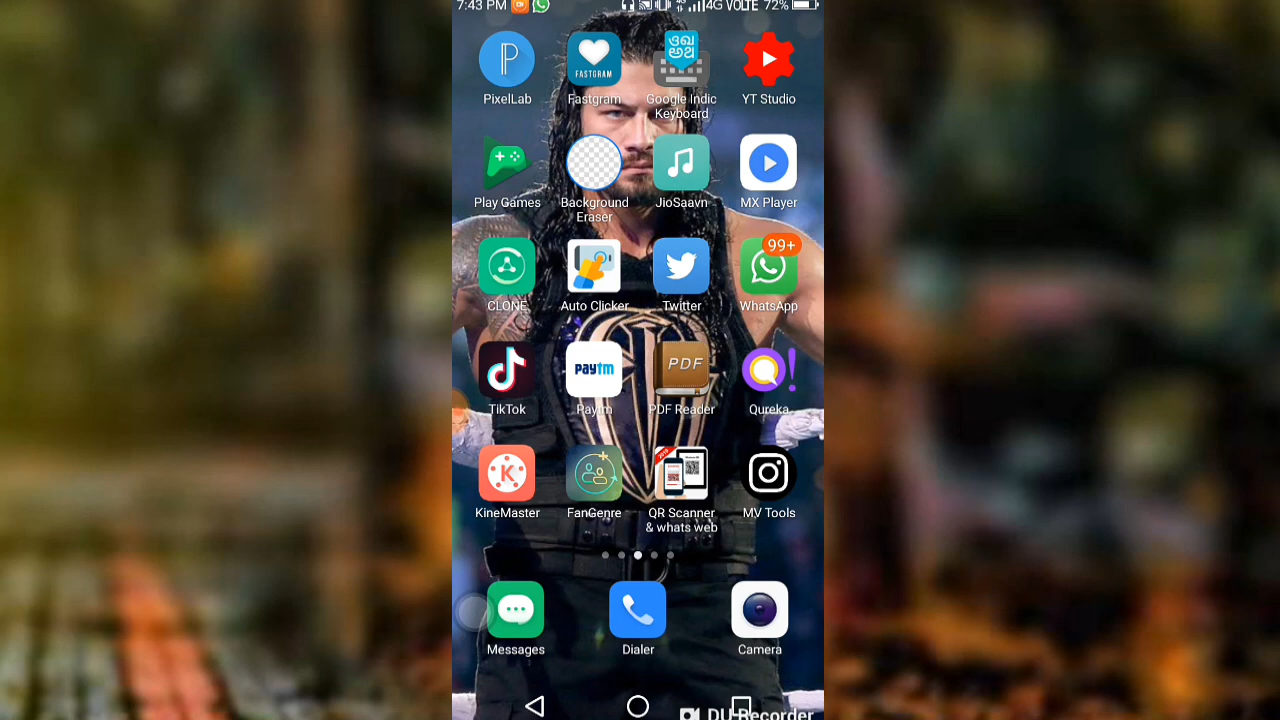 7:43 PM 4G VOLTE 72%
P
FASTGRAM
PixelLab Fastgram Google Indic Keyboard YT Studio
Play Games Background Eraser JioSaavn MX Player
99+
CLONE Auto Clicker Twitter WhatsApp
Paytm
PDF
TikTok Paytm PDF Reader Qureka
K
2019
KineMaster FanGenre QR Scanner & whats web MV Tools
Messages Dialer Camera
DU Recorder